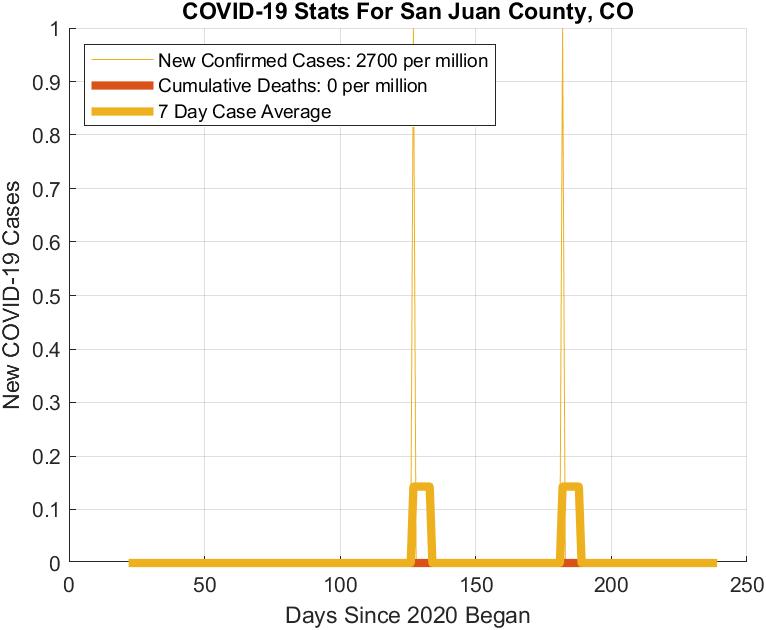 COVID-19 Stats For San Juan County, CO
New Confirmed Cases: 2700 per million
Cumulative Deaths: 0 per million
7 Day Case Average
New COVID-19 Cases
1
0.9
0.8
0.7
0.6
0.5
0.4
0.3
0.2
0.1
0
0 50 100 150 200 250
Days Since 2020 Began